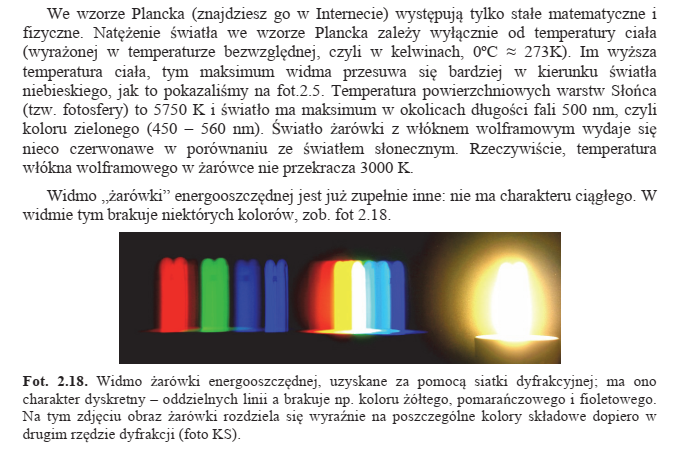 We wzorze Plancka (znajdziesz go w Internecie) występują tylko stałe matematyczne i
fizyczne. Natężenie światła we wzorze Plancka zależy wyłącznie od temperatury ciała
(wyrażonej w temperaturze bezwzględnej, czyli w kelwinach, 0ºC ≈ 273K). Im wyższa
temperatura ciała, tym maksimum widma przesuwa się bardziej w kierunku światła
niebieskiego, jak to pokazaliśmy na fot.2.5. Temperatura powierzchniowych warstw Słońca
(tzw. fotosfery) to 5750 K i światło ma maksimum w okolicach długości fali 500 nm, czyli
koloru zielonego (450 – 560 nm). Światło żarówki z włóknem wolframowym wydaje się
nieco czerwonawe w porównaniu ze światłem słonecznym. Rzeczywiście, temperatura
włókna wolframowego w żarówce nie przekracza 3000 K.
Widmo „żarówki” energooszczędnej jest już zupełnie inne: nie ma charakteru ciągłego. W
widmie tym brakuje niektórych kolorów, zob. fot 2.18.
Fot. 2.18. Widmo żarówki energooszczędnej, uzyskane za pomocą siatki dyfrakcyjnej; ma ono
charakter dyskretny – oddzielnych linii a brakuje np. koloru żółtego, pomarańczowego i fioletowego.
Na tym zdjęciu obraz żarówki rozdziela się wyraźnie na poszczególne kolory składowe dopiero w
drugim rzędzie dyfrakcji (foto KS).